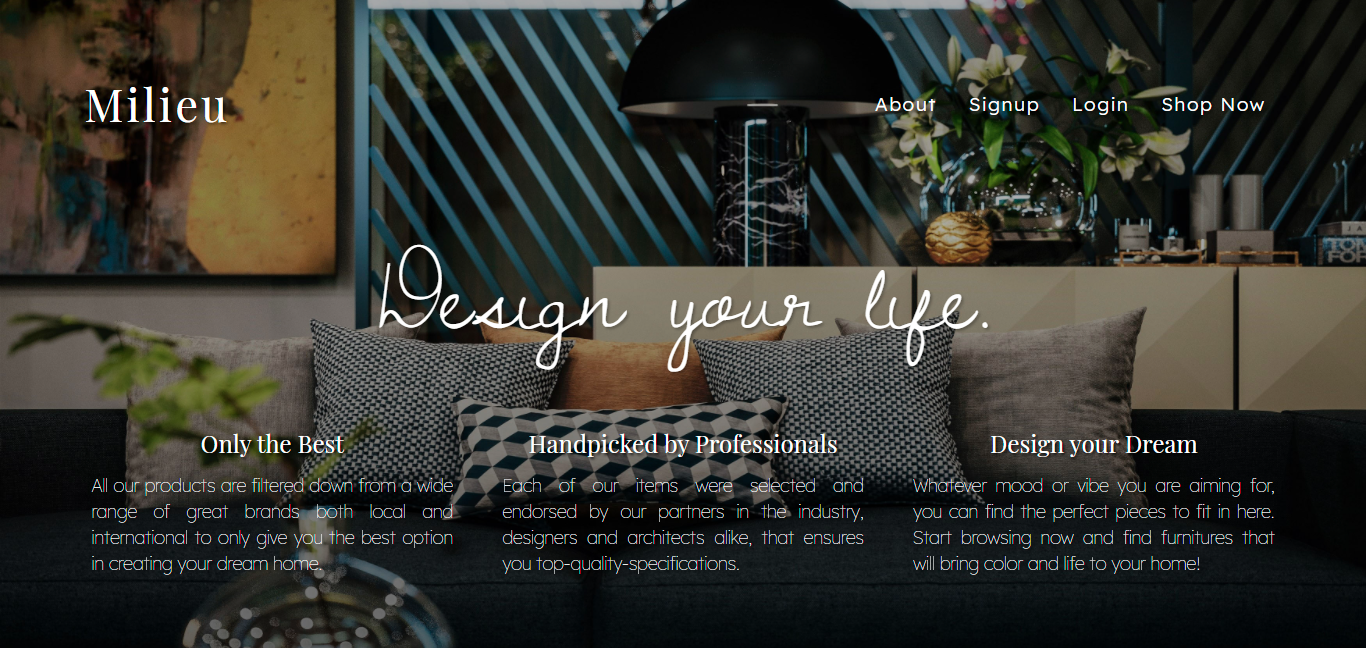 Milieu
About Signup Login Shop Now
Design your life.
Only the Best
All our products are filtered down from a wide
range of great brands both local and
international to only give you the best option
in creating your dream home.
Handpicked by Professionals
Each of our items were selected and
endorsed by our partners in the industry,
designers and architects alike, that ensures
you top-quality-specifications.
Design your Dream
Whatever mood or vibe you are aiming for,
you can find the perfect pieces to fit in here.
Start browsing now and find furnitures that
will bring color and life to your home!